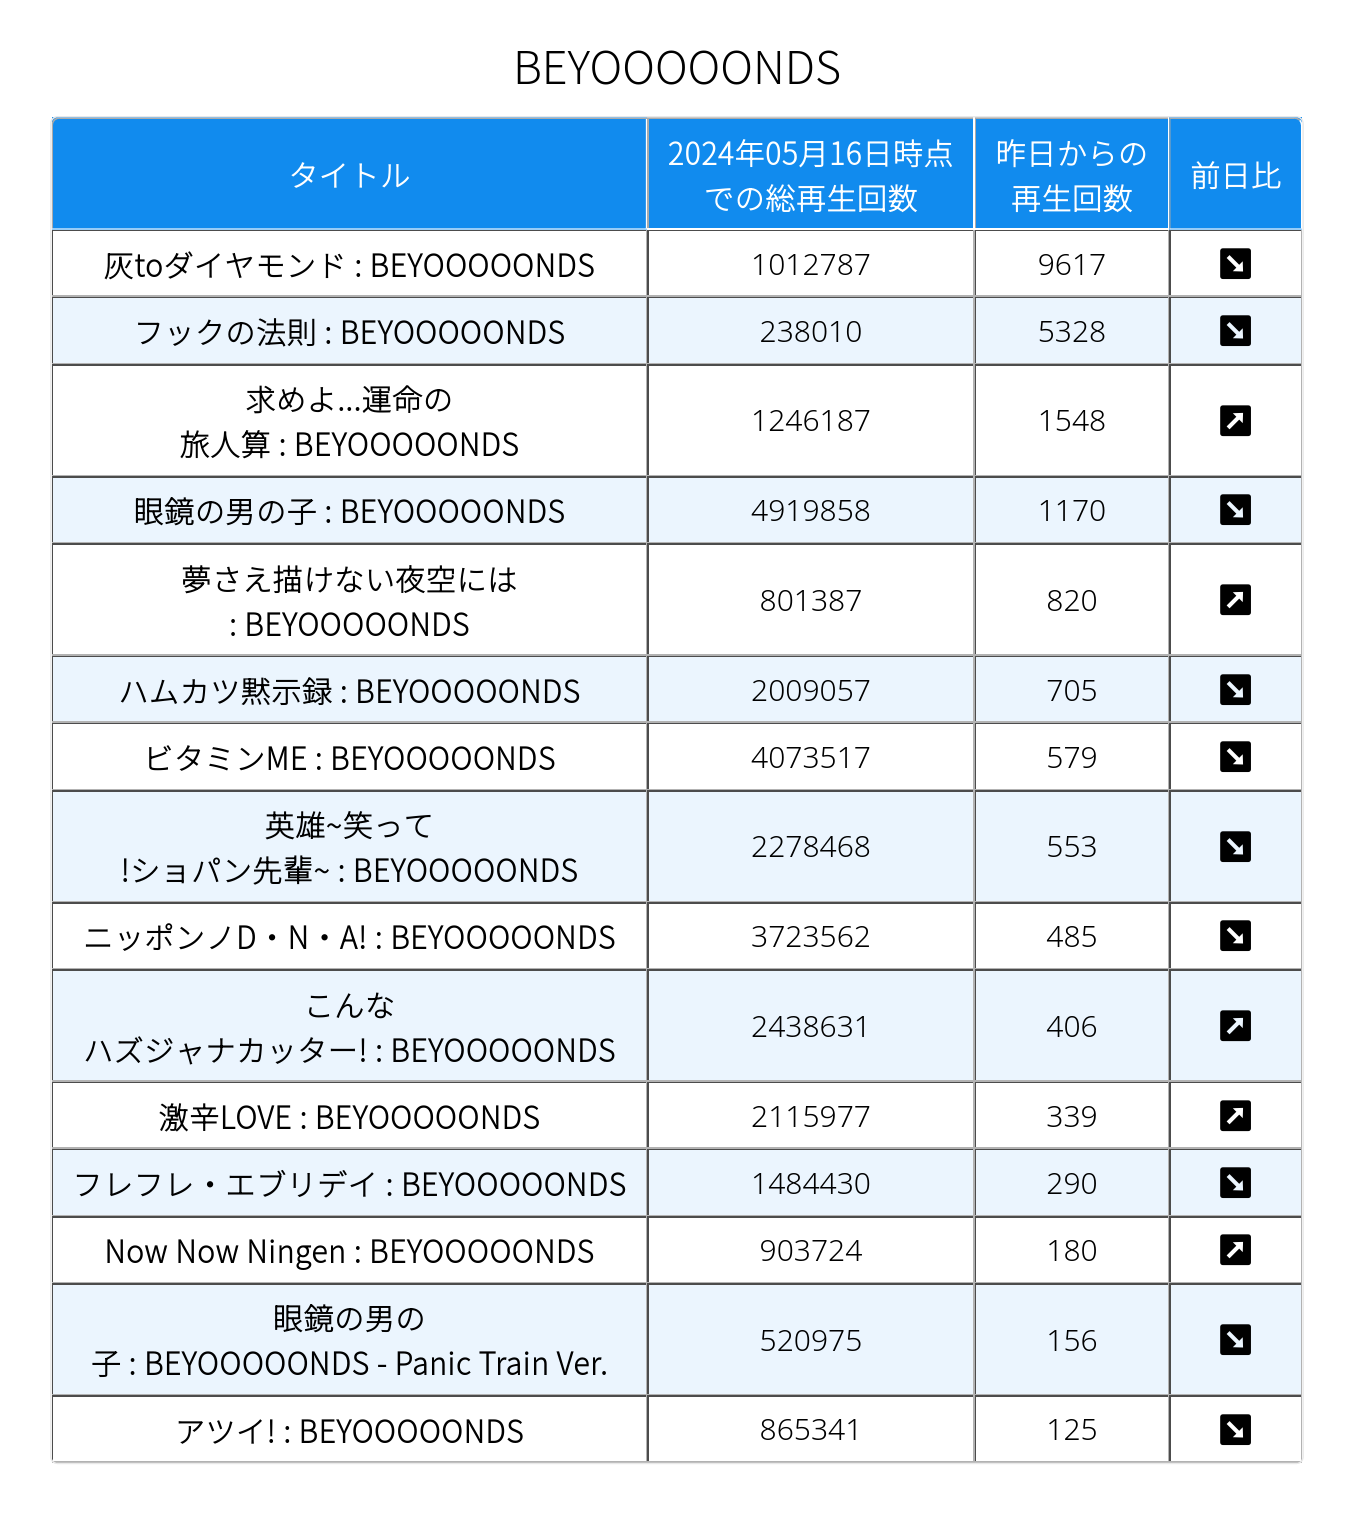 BEYOOOOONDS
タイトル
2024年05月16日時点
での総再生回数
昨日からの
再生回数
前日比
灰toダイヤモンド : BEYOOOOONDS 1012787 9617
フックの法則 : BEYOOOOONDS 238010 5328
求めよ...運命の
旅人算 : BEYOOOOONDS 1246187 1548
眼鏡の男の子 : BEYOOOOONDS 4919858 1170
夢さえ描けない夜空には
: BEYOOOOONDS 801387 820
ハムカツ黙示録 : BEYOOOOONDS 2009057 705
ビタミンME : BEYOOOOONDS 4073517 579
英雄~笑って
!ショパン先輩~ : BEYOOOOONDS 2278468 553
ニッポンノD・N・A! : BEYOOOOONDS 3723562 485
こんな
ハズジャナカッター! : BEYOOOOONDS 2438631 406
激辛LOVE : BEYOOOOONDS 2115977 339
フレフレ・エブリデイ : BEYOOOOONDS 1484430 290
Now Now Ningen : BEYOOOOONDS 903724 180
眼鏡の男の
子 : BEYOOOOONDS - Panic Train Ver. 520975 156
アツイ! : BEYOOOOONDS 865341 125